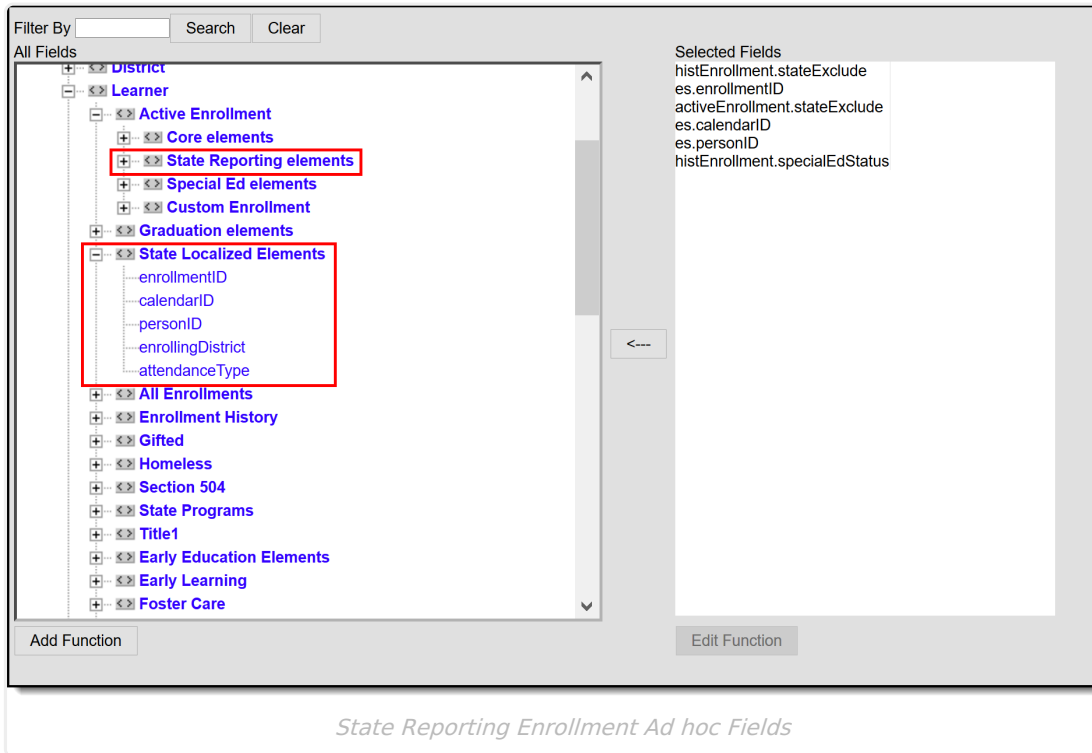 Filter By
Search
Clear
All Fields
District
Learner
Active Enrollment
Core elements
State Reporting elements
Special Ed elements
Custom Enrollment
Graduation elements
State Localized Elements
enrollmentID
calendarID
personID
enrollingDistrict
attendanceType
All Enrollments
Enrollment History
Gifted
Homeless
Section 504
State Programs
Title1
Early Education Elements
Early Learning
Foster Care
Add Function
<---
Selected Fields
histEnrollment.stateExclude
es.enrollmentID
activeEnrollment.stateExclude
es.calendarID
es.personID
histEnrollment.specialEdStatus
Edit Function
State Reporting Enrollment Ad hoc Fields